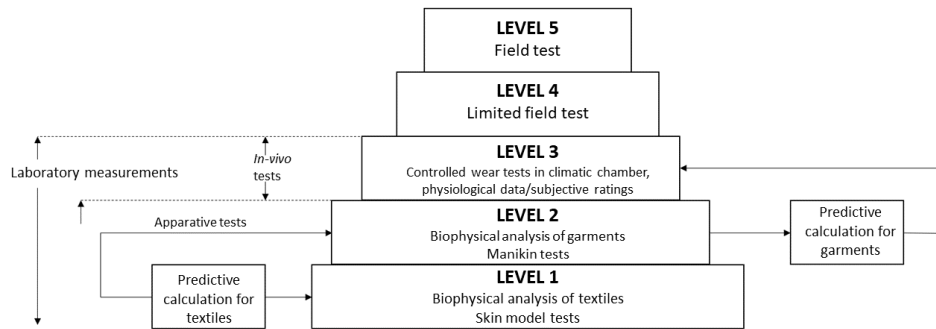 LEVEL 5
Field test
LEVEL 4
Limited field test
LEVEL 3
Controlled wear tests in climatic chamber,
physiological data/subjective ratings
In-vivo
tests
Laboratory measurements
LEVEL 2
Biophysical analysis of garments
Manikin tests
Apparative tests
Predictive
calculation for
garments
LEVEL 1
Biophysical analysis of textiles
Skin model tests
Predictive
calculation for
textiles